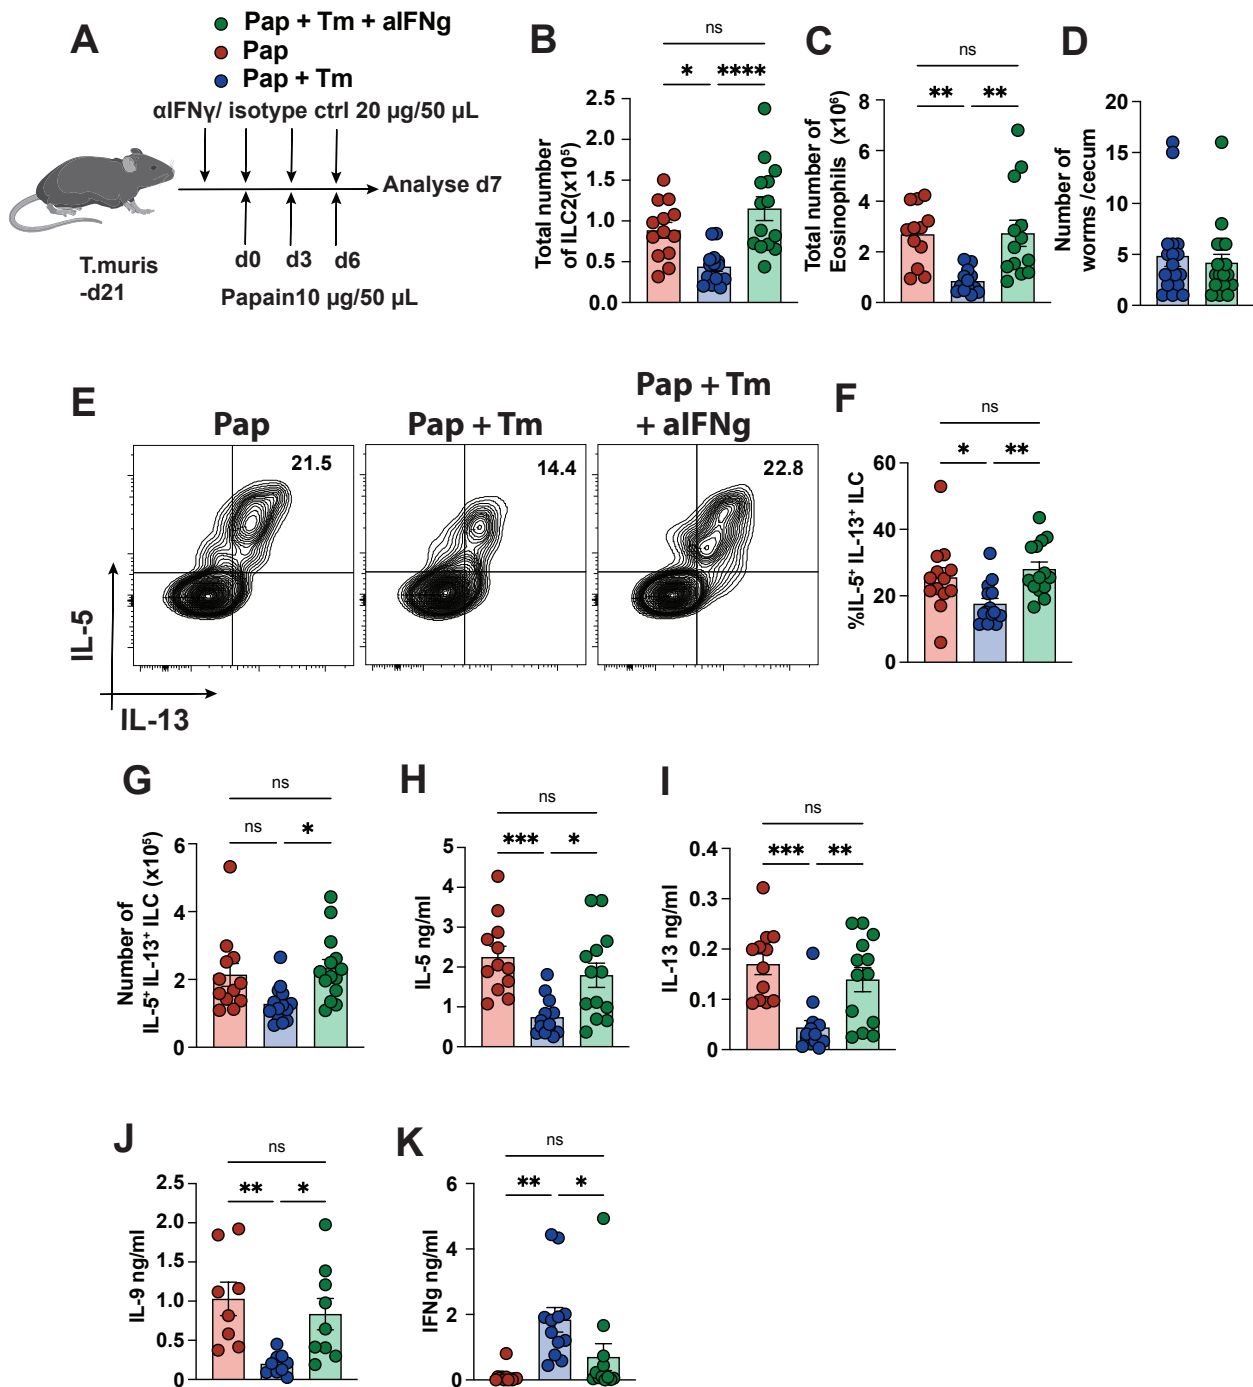 A
Pap + Tm + aIFNg
Pap
Pap + Tm
αIFNγ/ isotype ctrl 20 µg/50 µL
Analyse d7
T.muris
-d21
d0 d3 d6
Papain10 µg/50 µL
B
ns
* ****
Total number
of ILC2(x10⁵)
2.5
2.0
1.5
1.0
0.5
0.0
C
ns
** **
Total number of
Eosinophils (x10⁶)
8
6
4
2
0
D
Number of
worms /cecum
20
15
10
5
0
E
Pap
Pap + Tm
Pap + Tm
+ aIFNg
21.5
14.4
22.8
IL-5
IL-13
F
ns
* **
%IL-5⁺ IL-13⁺ ILC
60
40
20
0
G
ns
ns *
Number of
IL-5⁺ IL-13⁺ ILC (x10⁵)
6
4
2
0
H
ns
*** *
IL-5 ng/ml
5
4
3
2
1
0
I
ns
*** **
IL-13 ng/ml
0.4
0.3
0.2
0.1
0
J
ns
** *
IL-9 ng/ml
2.5
2.0
1.5
1.0
0.5
0
K
ns
** *
IFNg ng/ml
6
4
2
0